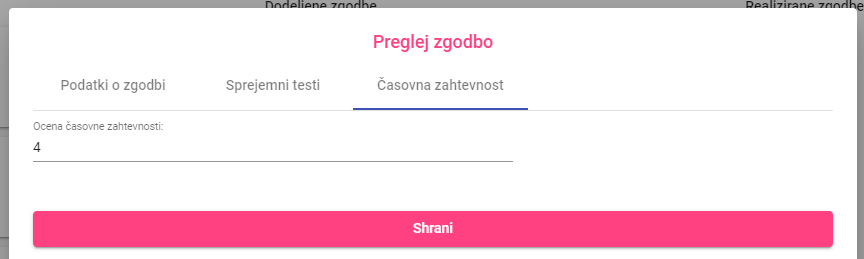 Dodeljene zgodbe
Realizirane zgodbe
Preglej zgodbo
Podatki o zgodbi
Sprejemni testi
Časovna zahtevnost
Ocena časovne zahtevnosti:
4
Shrani